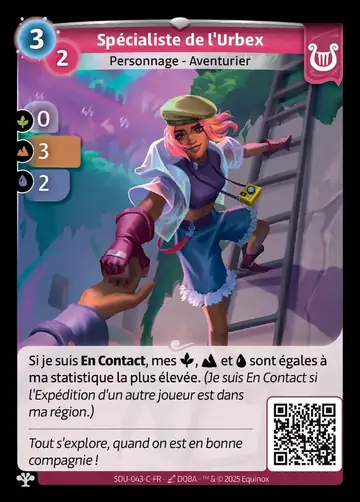 3
Spécialiste de l'Urbex
2
Personnage - Aventurier
0
3
2
Si je suis En Contact, mes , et sont égales à
ma statistique la plus élevée. (Je suis En Contact si
l'Expédition d'un autre joueur est dans
ma région.)
Tout s'explore, quand on est en bonne
compagnie !
SDU-043-C-FR - DOBA - ™ & © 2025 Equinox